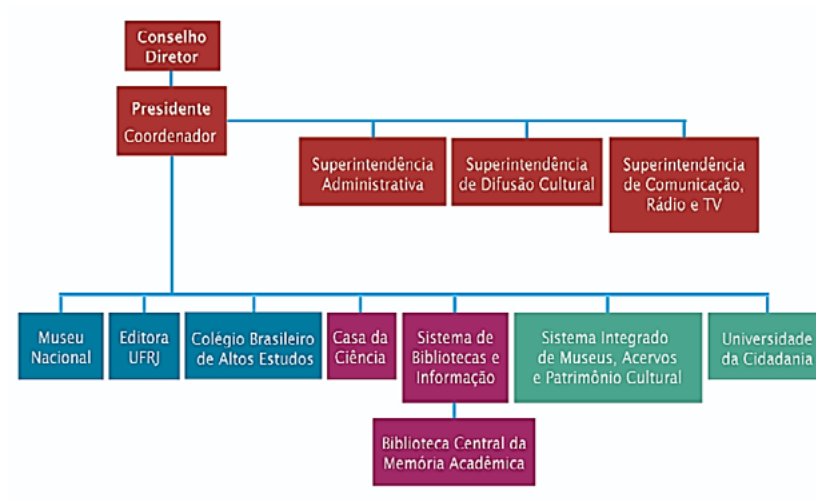 Conselho
Diretor
Presidente
Coordenador
Superintendência
Administrativa
Superintendência
de Difusão Cultural
Superintendência
de Comunicação,
Rádio e TV
Museu
Nacional
Editora
UFRJ
Colégio Brasileiro
de Altos Estudos
Casa da
Ciência
Sistema de
Bibliotecas e
Informação
Sistema Integrado
de Museus, Acervos
e Patrimônio Cultural
Universidade
da Cidadania
Biblioteca Central da
Memória Acadêmica